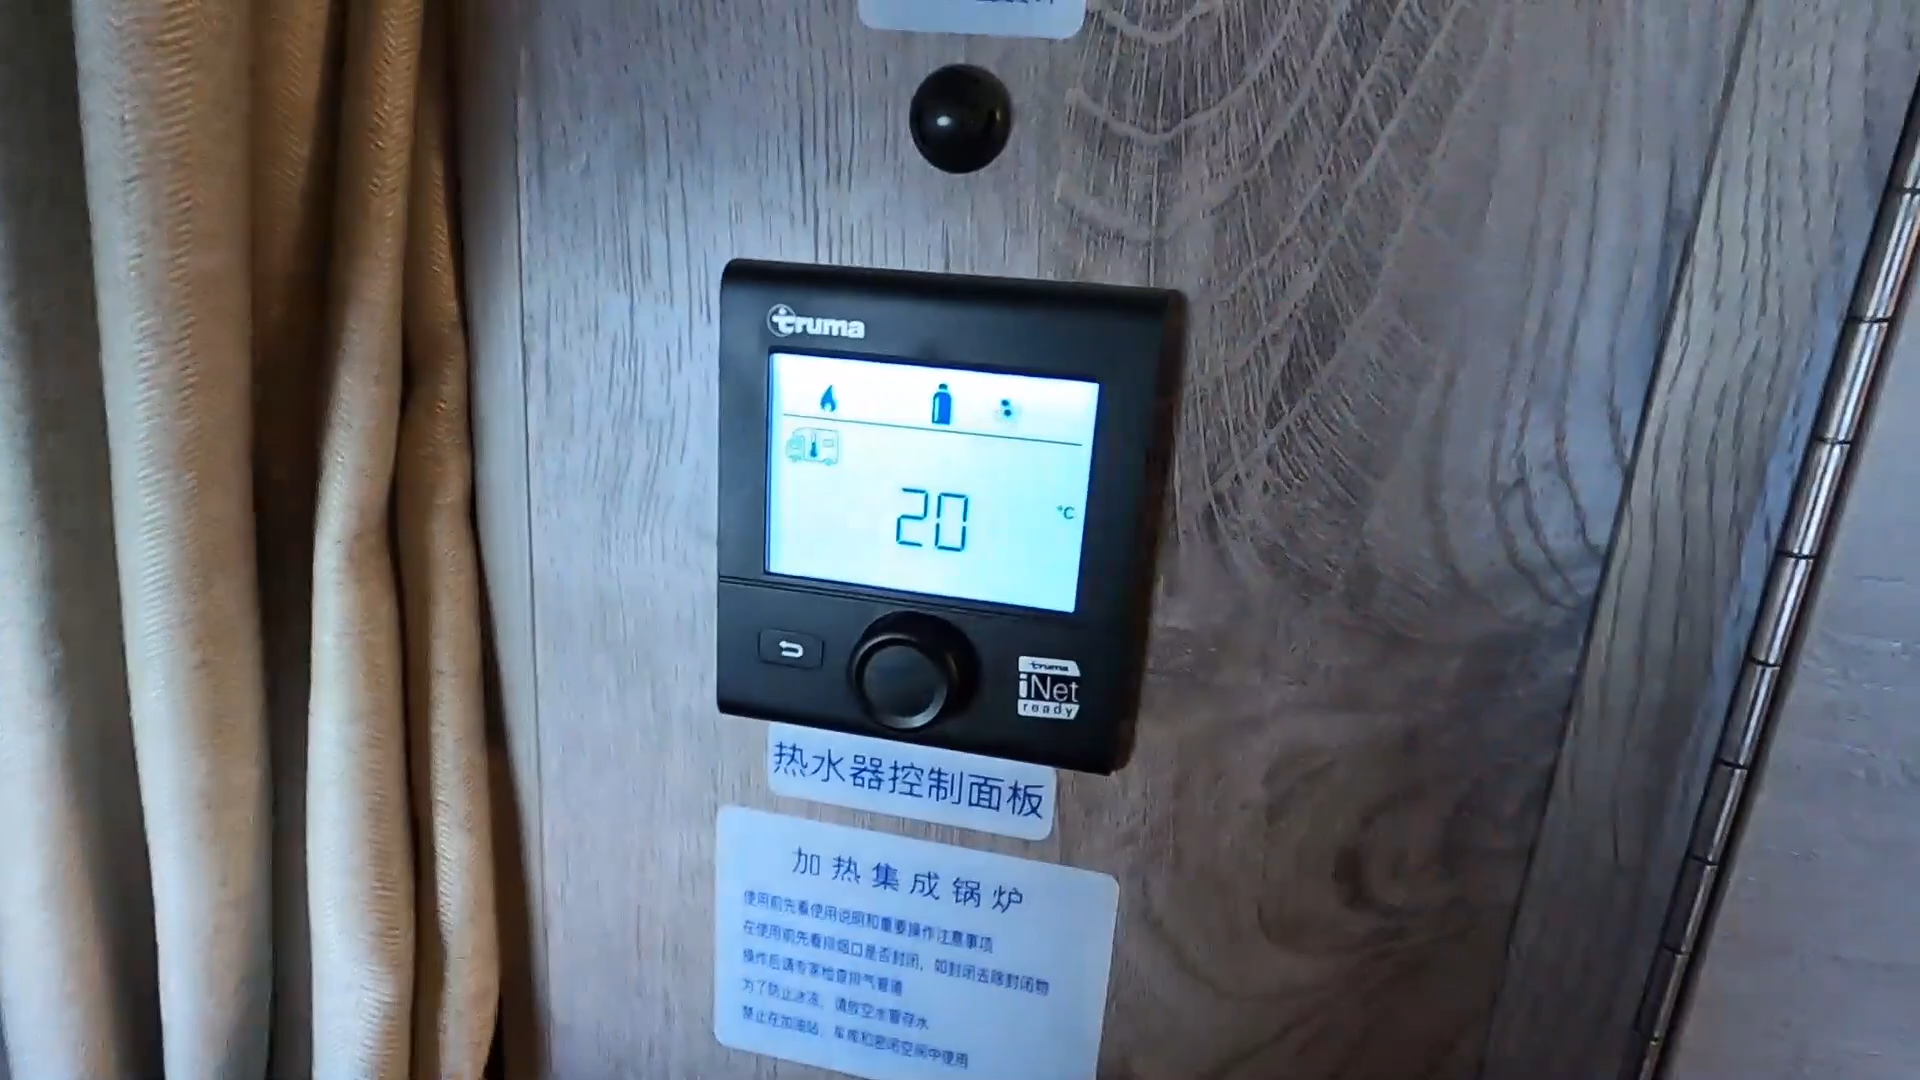 truma
20
°C
truma
iNet
ready
热水器控制面板
加热集成锅炉
使用前先看使用说明和重要操作注意事项
在使用前先看排烟口是否封闭，如封闭去除封闭物
操作后请专家检查排气管道
为了防止冰冻，请放空水管存水
禁止在加油站，车库和密闭空间中使用